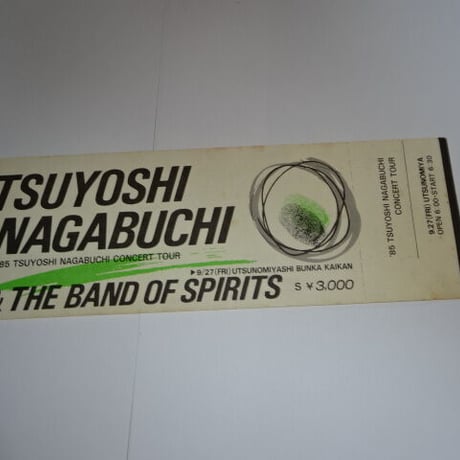 TSUYOSHI
NAGABUCHI
'85 TSUYOSHI NAGABUCHI CONCERT TOUR
▶9/27(FRI) UTSUNOMIYASHI BUNKA KAIKAN
& THE BAND OF SPIRITS S ¥3,000
'85 TSUYOSHI NAGABUCHI
CONCERT TOUR
9/27(FRI) UTSUNOMIYA
OPEN 6:00・START 6:30